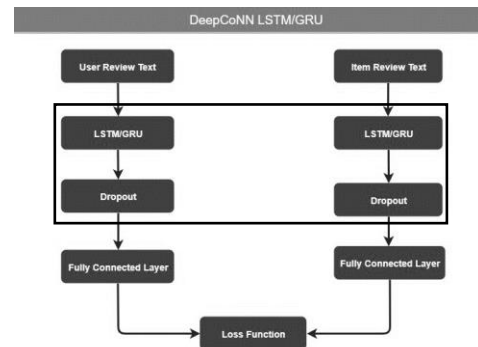 DeepCoNN LSTM/GRU
User Review Text
Item Review Text
LSTM/GRU
LSTM/GRU
Dropout
Dropout
Fully Connected Layer
Fully Connected Layer
Loss Function